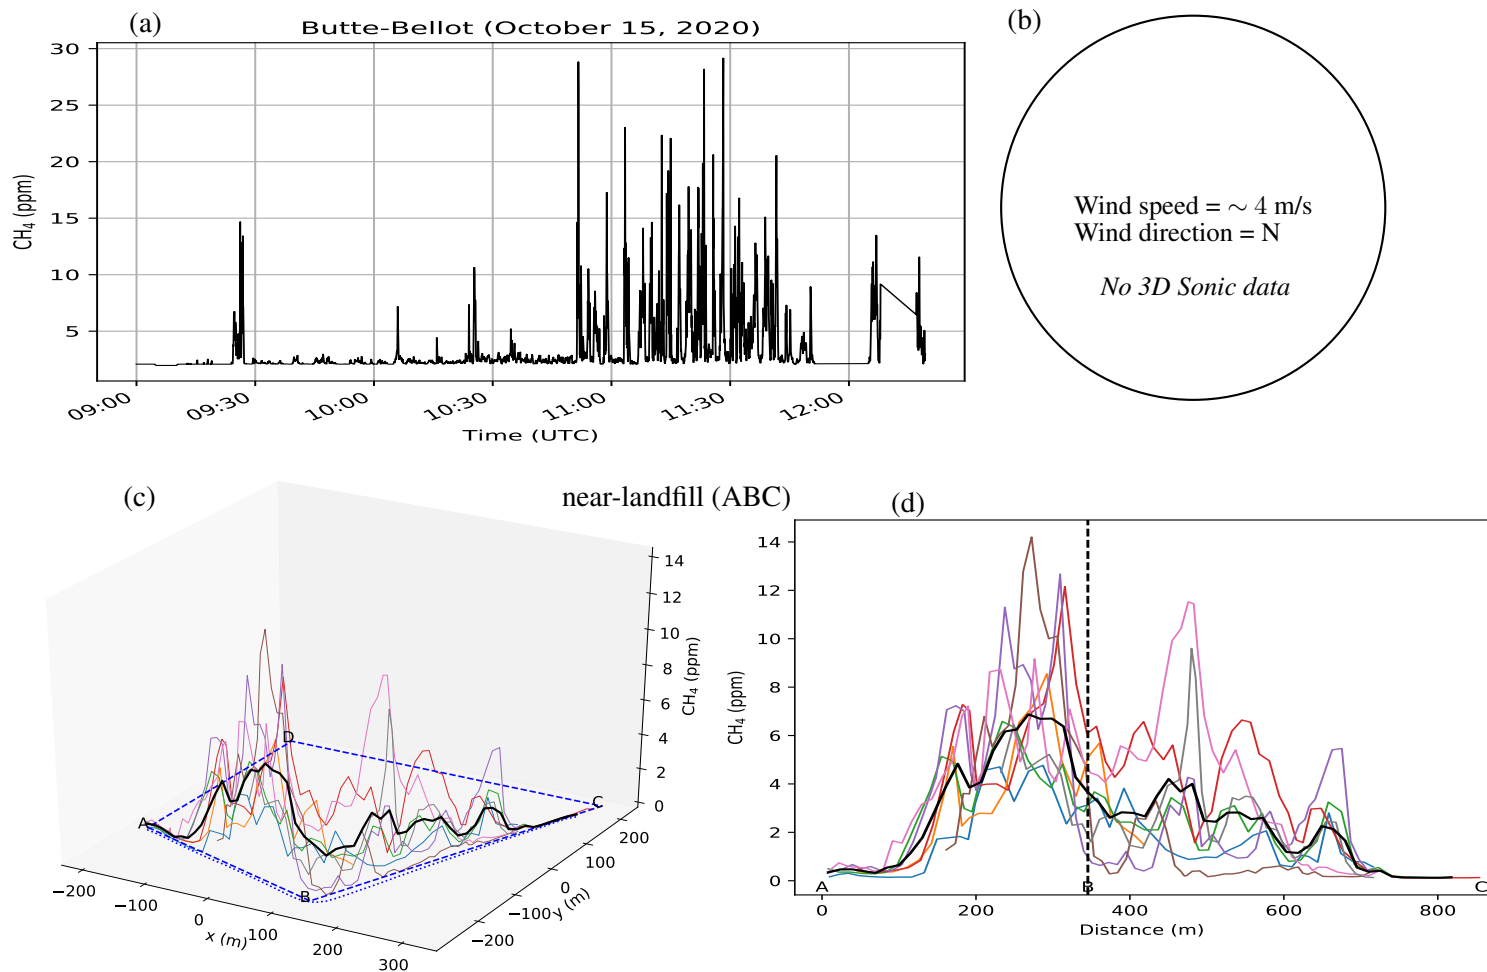 (a)
Butte-Bellot (October 15, 2020)
30
25
20
15
10
5
CH₄ (ppm)
09:00
09:30
10:00
10:30
11:00
11:30
12:00
Time (UTC)
(b)
Wind speed = ∼ 4 m/s
Wind direction = N
No 3D Sonic data
(c)
near-landfill (ABC)
A
B
C
D
14
12
10
8
6
4
2
0
CH₄ (ppm)
−200
−100
0
100
200
300
x (m)
−200
−100
0
100
200
y (m)
(d)
14
12
10
8
6
4
2
0
CH₄ (ppm)
A
B
C
0
200
400
600
800
Distance (m)